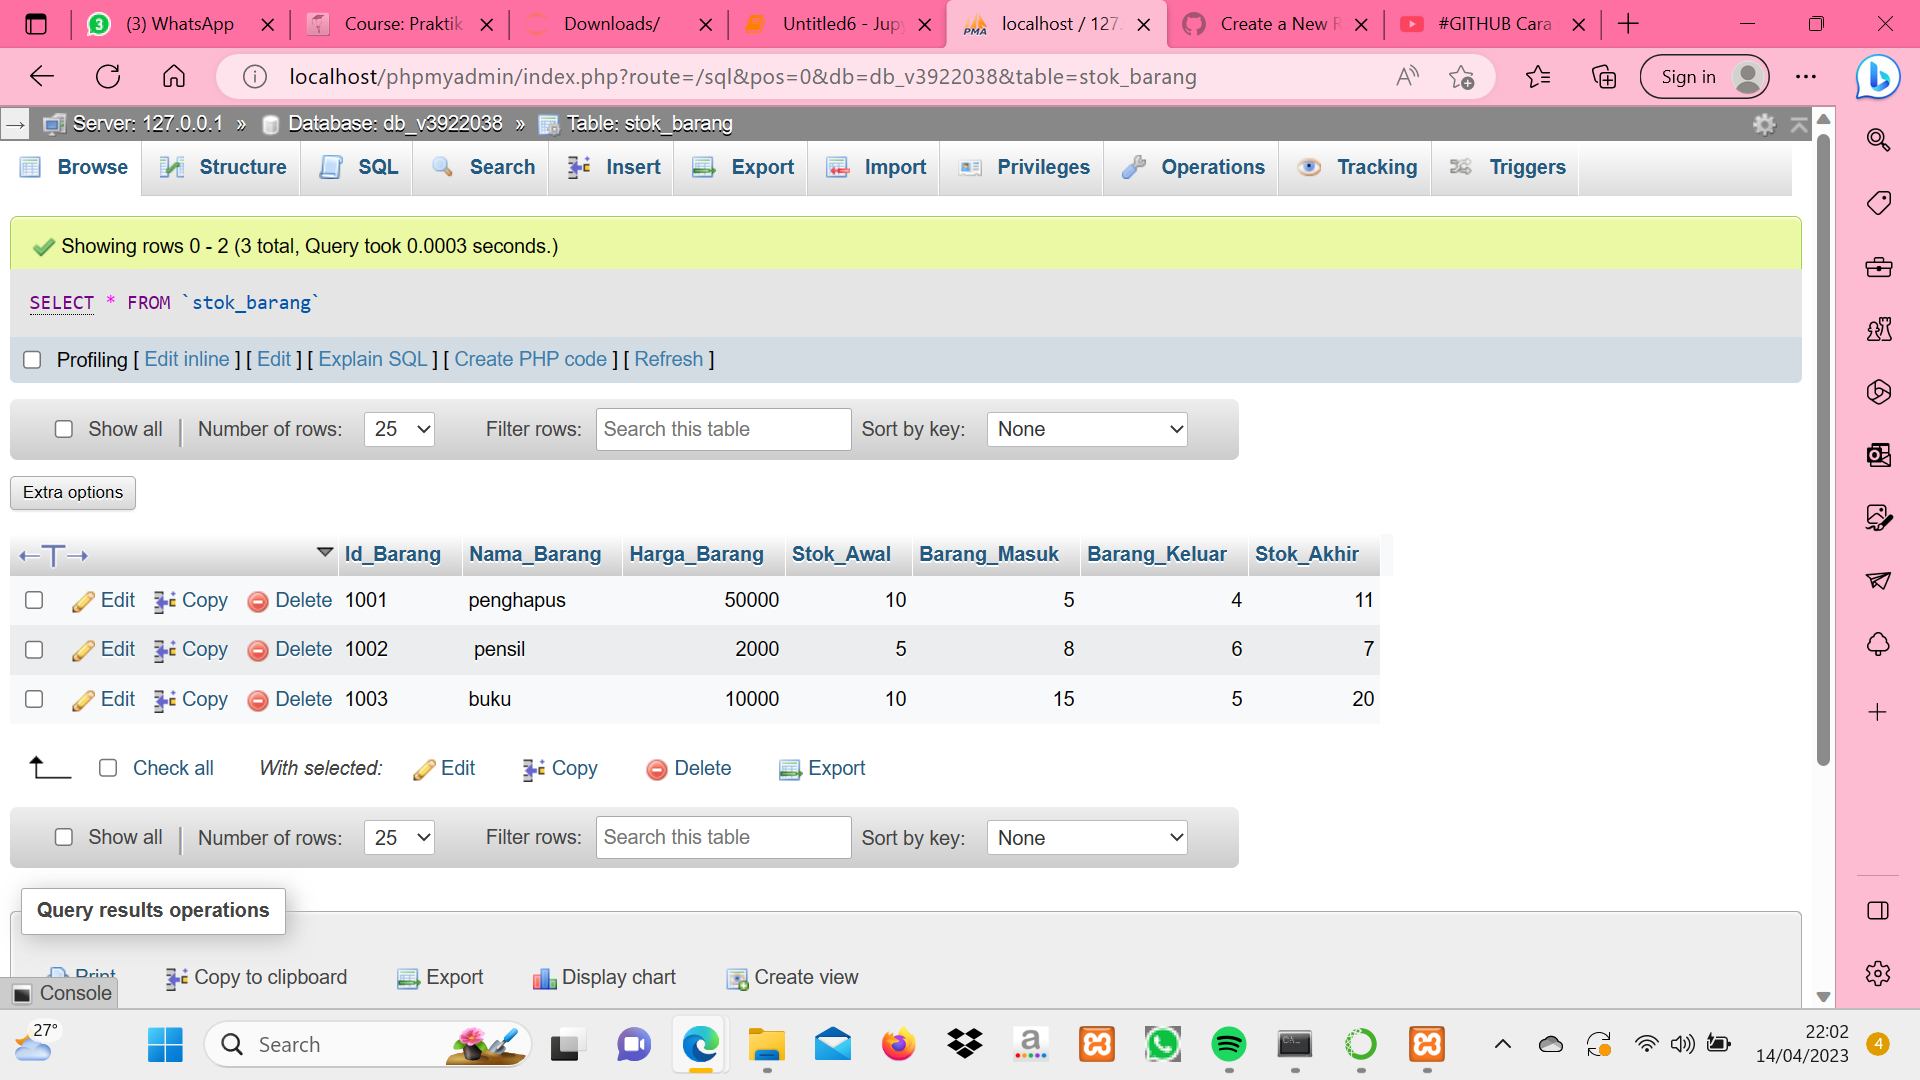 (3) WhatsApp
Course: Praktik
Downloads/
Untitled6 - Jup
localhost / 127.
Create a New R
#GITHUB Cara
localhost/phpmyadmin/index.php?route=/sql&pos=0&db=db_v3922038&table=stok_barang
Sign in
Server: 127.0.0.1 » Database: db_v3922038 » Table: stok_barang
Browse Structure SQL Search Insert Export Import Privileges Operations Tracking Triggers
Showing rows 0 - 2 (3 total, Query took 0.0003 seconds.)
SELECT * FROM `stok_barang`
Profiling [ Edit inline ] [ Edit ] [ Explain SQL ] [ Create PHP code ] [ Refresh ]
Show all Number of rows: 25 Filter rows: Search this table Sort by key: None
Extra options
←T→ Id_Barang Nama_Barang Harga_Barang Stok_Awal Barang_Masuk Barang_Keluar Stok_Akhir
Edit Copy Delete 1001 penghapus 50000 10 5 4 11
Edit Copy Delete 1002 pensil 2000 5 8 6 7
Edit Copy Delete 1003 buku 10000 10 15 5 20
Check all With selected: Edit Copy Delete Export
Show all Number of rows: 25 Filter rows: Search this table Sort by key: None
Query results operations
Print Copy to clipboard Export Display chart Create view
Console
27°
Search
22:02
14/04/2023
4